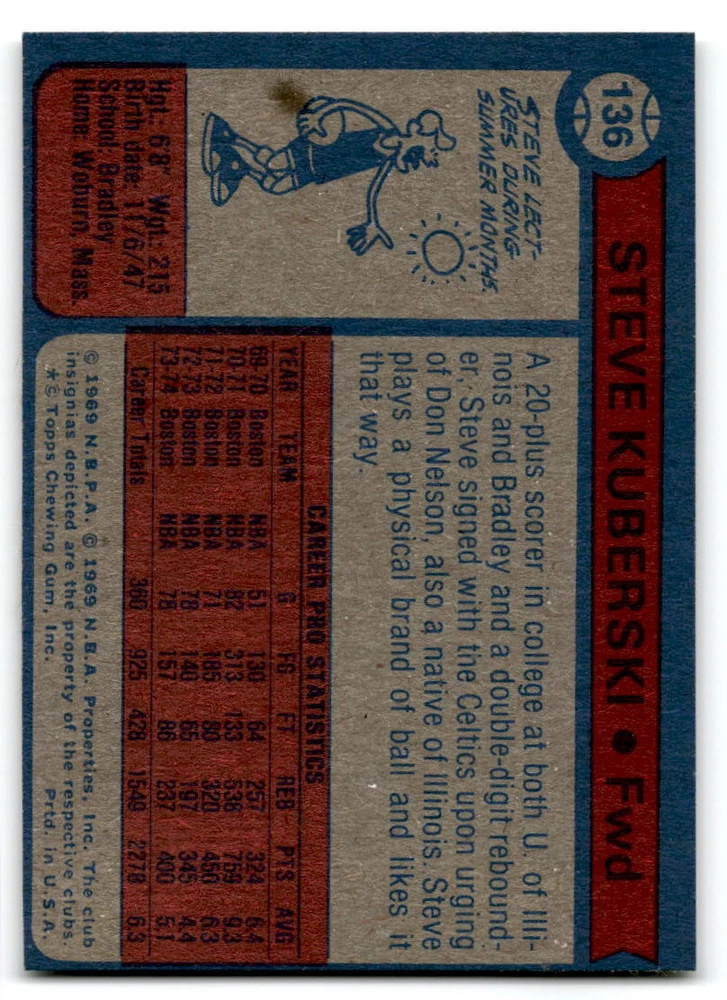 136
STEVE KUBERSKI • Fwd
STEVE LECT-
URES DURING
SUMMER MONTHS.
Hgt: 6'8" Wgt: 215
Birth date: 11/6/47
School: Bradley
Home: Woburn, Mass.
A 20-plus scorer in college at both U. of Illi-
nois and Bradley and a double-digit rebound-
er, Steve signed with the Celtics upon urging
of Don Nelson, also a native of Illinois. Steve
plays a physical brand of ball and likes it
that way.
CAREER PRO STATISTICS
YEAR TEAM G FG FT REB PTS AVG
69-70 Boston NBA 51 130 64 257 324 6.4
70-71 Boston NBA 82 313 133 636 759 9.3
71-72 Boston NBA 71 185 80 320 450 6.3
72-73 Boston NBA 78 140 65 197 345 4.4
73-74 Boston NBA 78 157 86 237 400 5.1
Career Totals 360 925 428 1549 2278 6.3
© 1969 N.B.P.A. © 1969 N.B.A. Properties, Inc. The club
insignias depicted are the property of the respective clubs.
*© Topps Chewing Gum, Inc. Prtd. in U.S.A.